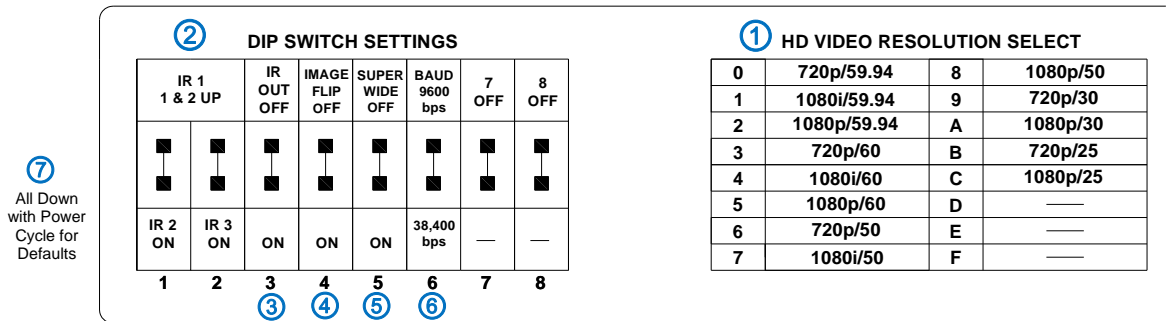 ② DIP SWITCH SETTINGS
IR 1
1 & 2 UP
IR
OUT
OFF
IMAGE
FLIP
OFF
SUPER
WIDE
OFF
BAUD
9600
bps
7
OFF
8
OFF
IR 2
ON
IR 3
ON
ON
ON
ON
38,400
bps
—
—
1 2 3 4 5 6 7 8
③ ④ ⑤ ⑥
⑦
All Down
with Power
Cycle for
Defaults
① HD VIDEO RESOLUTION SELECT
0 720p/59.94 8 1080p/50
1 1080i/59.94 9 720p/30
2 1080p/59.94 A 1080p/30
3 720p/60 B 720p/25
4 1080i/60 C 1080p/25
5 1080p/60 D —
6 720p/50 E —
7 1080i/50 F —